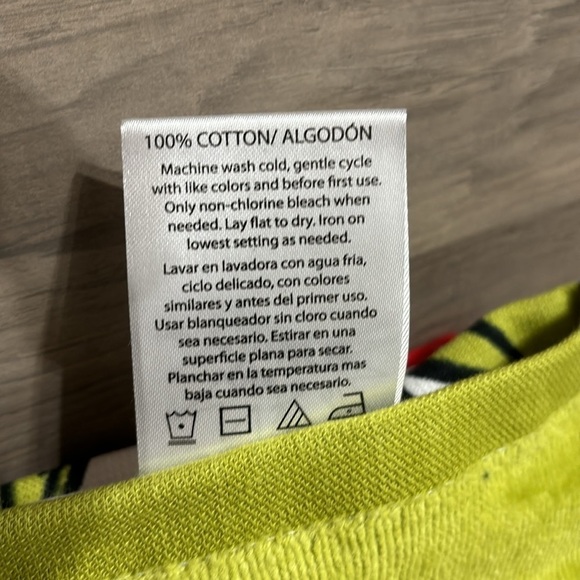 100% COTTON/ ALGODÓN
Machine wash cold, gentle cycle
with like colors and before first use.
Only non-chlorine bleach when
needed. Lay flat to dry. Iron on
lowest setting as needed.
Lavar en lavadora con agua fria,
ciclo delicado, con colores
similares y antes del primer uso.
Usar blanqueador sin cloro cuando
sea necesario. Estirar en una
superficie plana para secar.
Planchar en la temperatura mas
baja cuando sea necesario.